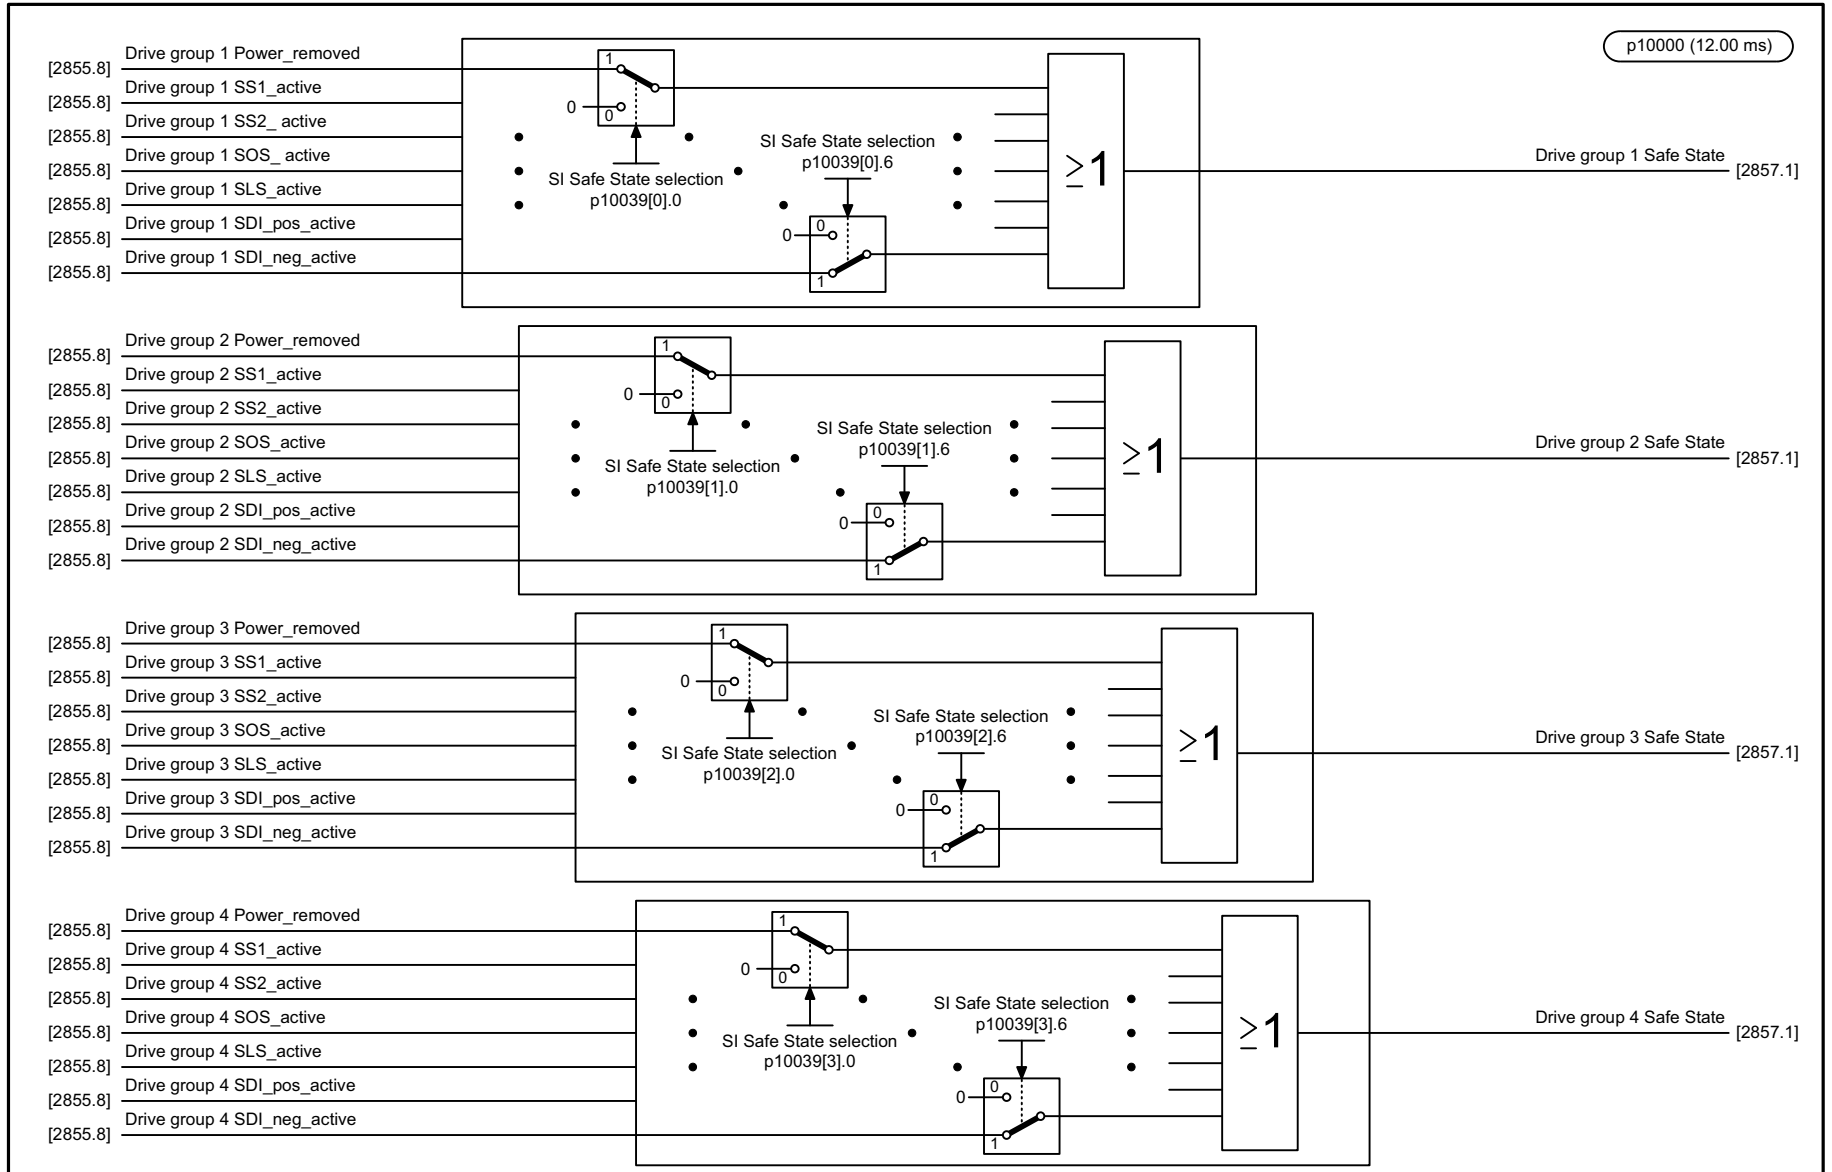 p10000 (12.00 ms)
Drive group 1 Power_removed
[2855.8]
Drive group 1 SS1_active
[2855.8]
Drive group 1 SS2_ active
[2855.8]
Drive group 1 SOS_ active
[2855.8]
Drive group 1 SLS_active
[2855.8]
Drive group 1 SDI_pos_active
[2855.8]
Drive group 1 SDI_neg_active
[2855.8]
1
0
0
SI Safe State selection
p10039[0].0
SI Safe State selection
p10039[0].6
0
0
1
≥1
Drive group 1 Safe State
[2857.1]
Drive group 2 Power_removed
[2855.8]
Drive group 2 SS1_active
[2855.8]
Drive group 2 SS2_active
[2855.8]
Drive group 2 SOS_active
[2855.8]
Drive group 2 SLS_active
[2855.8]
Drive group 2 SDI_pos_active
[2855.8]
Drive group 2 SDI_neg_active
[2855.8]
1
0
0
SI Safe State selection
p10039[1].0
SI Safe State selection
p10039[1].6
0
0
1
≥1
Drive group 2 Safe State
[2857.1]
Drive group 3 Power_removed
[2855.8]
Drive group 3 SS1_active
[2855.8]
Drive group 3 SS2_active
[2855.8]
Drive group 3 SOS_active
[2855.8]
Drive group 3 SLS_active
[2855.8]
Drive group 3 SDI_pos_active
[2855.8]
Drive group 3 SDI_neg_active
[2855.8]
1
0
0
SI Safe State selection
p10039[2].0
SI Safe State selection
p10039[2].6
0
0
1
≥1
Drive group 3 Safe State
[2857.1]
Drive group 4 Power_removed
[2855.8]
Drive group 4 SS1_active
[2855.8]
Drive group 4 SS2_active
[2855.8]
Drive group 4 SOS_active
[2855.8]
Drive group 4 SLS_active
[2855.8]
Drive group 4 SDI_pos_active
[2855.8]
Drive group 4 SDI_neg_active
[2855.8]
1
0
0
SI Safe State selection
p10039[3].0
SI Safe State selection
p10039[3].6
0
0
1
≥1
Drive group 4 Safe State
[2857.1]